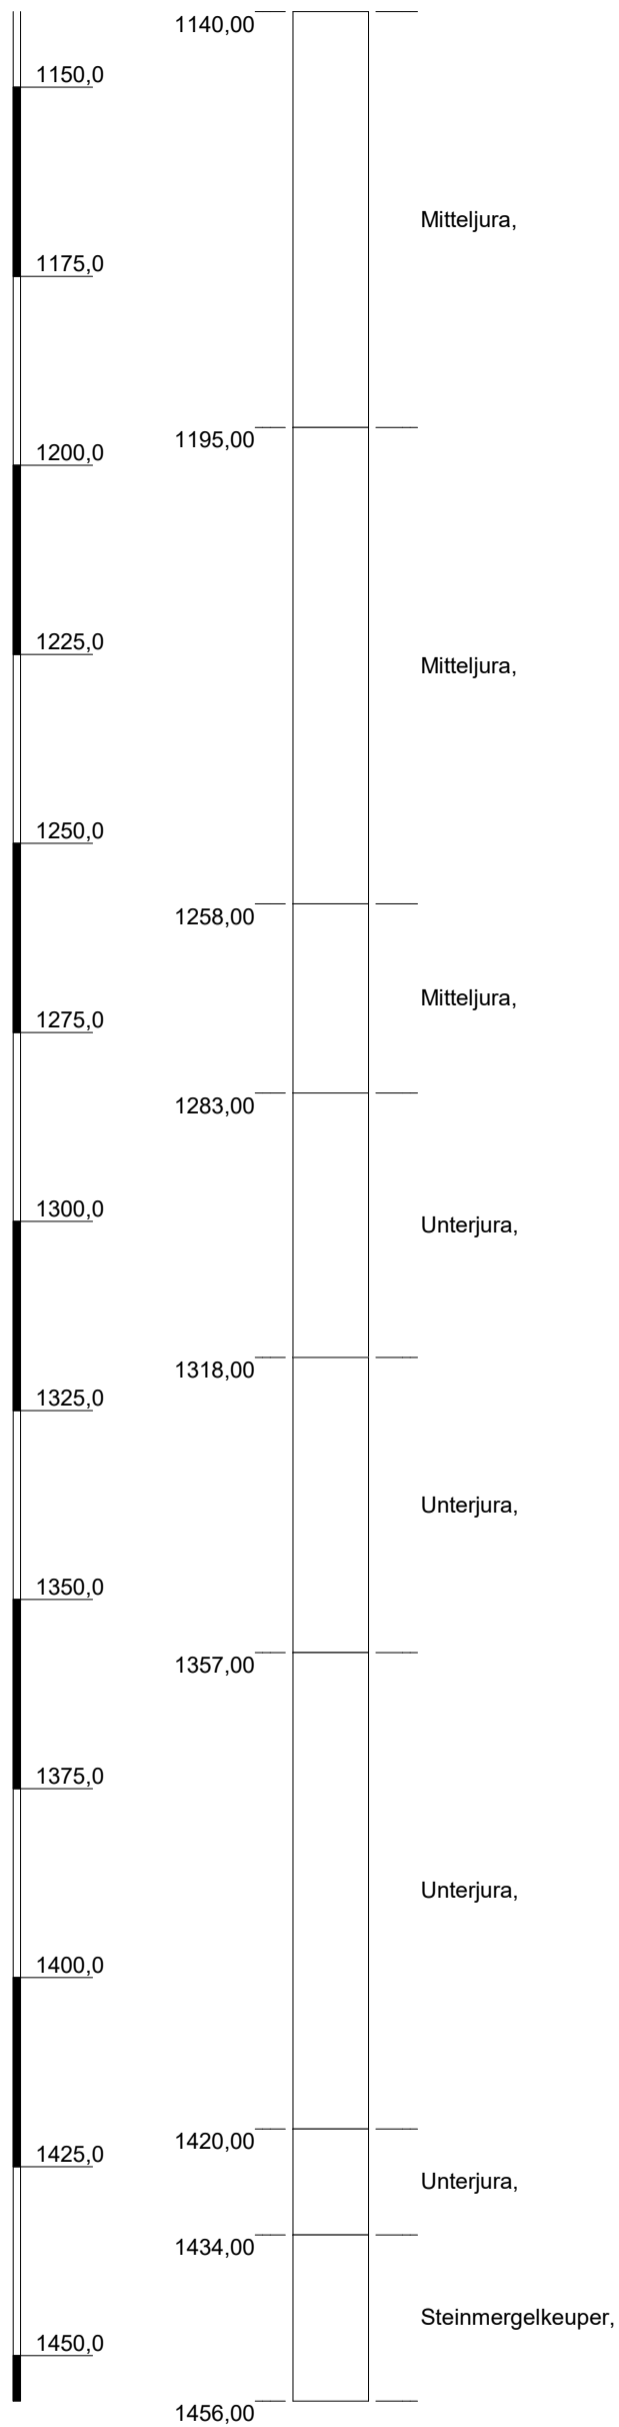 1140,00
1150,0
Mitteljura,
1175,0
1195,00
1200,0
1225,0
Mitteljura,
1250,0
1258,00
Mitteljura,
1275,0
1283,00
1300,0
Unterjura,
1318,00
1325,0
Unterjura,
1350,0
1357,00
1375,0
Unterjura,
1400,0
1420,00
1425,0
Unterjura,
1434,00
Steinmergelkeuper,
1450,0
1456,00